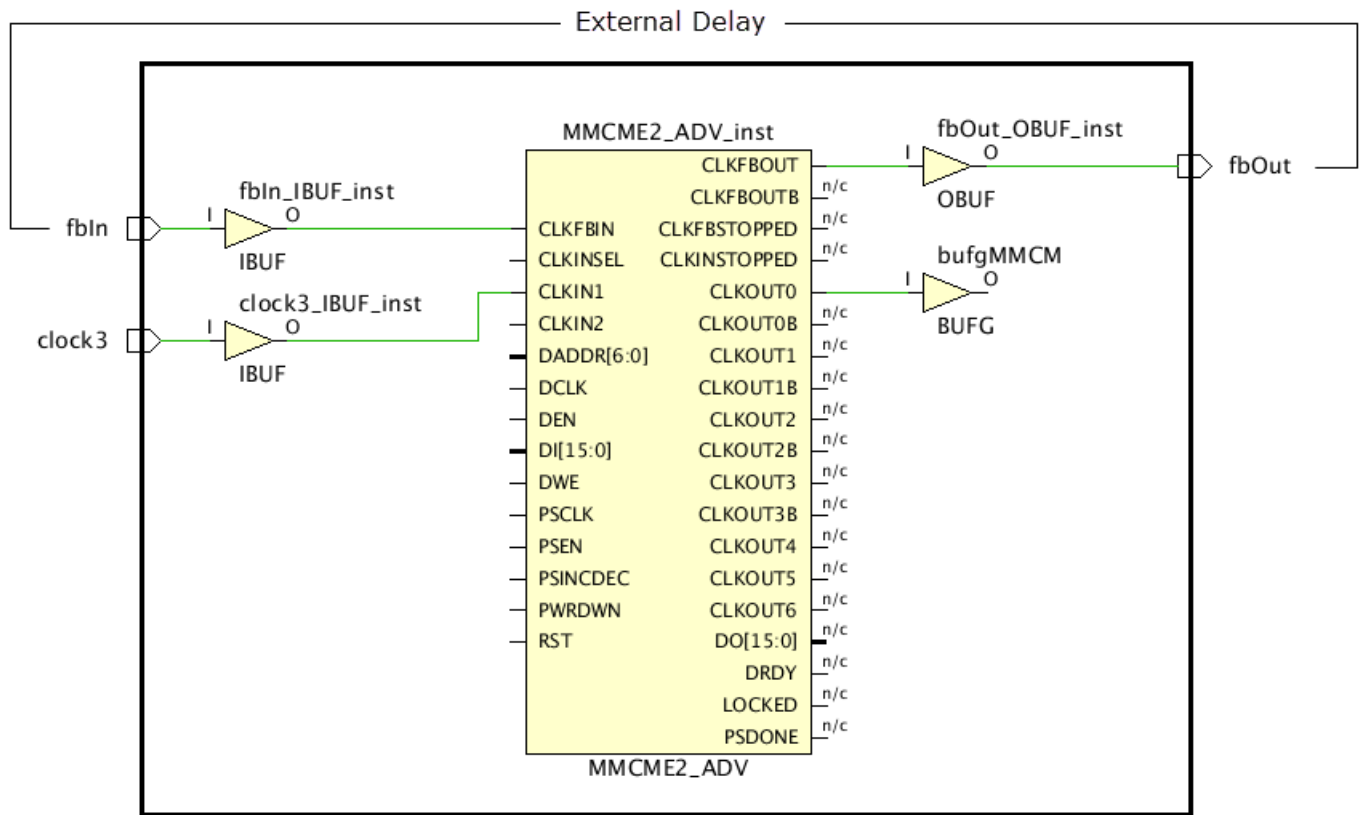 External Delay
MMCME2_ADV_inst
fbOut_OBUF_inst
CLKFBOUT
I
O
fbOut
OBUF
CLKFBOUTB
n/c
fbIn_IBUF_inst
fbIn
I
O
IBUF
CLKFBIN
CLKFBSTOPPED
n/c
CLKINSEL
CLKINSTOPPED
n/c
bufgMMCM
clock3_IBUF_inst
CLKIN1
CLKOUT0
I
O
BUFG
clock3
I
O
IBUF
CLKIN2
CLKOUT0B
n/c
DADDR[6:0]
CLKOUT1
n/c
DCLK
CLKOUT1B
n/c
DEN
CLKOUT2
n/c
DI[15:0]
CLKOUT2B
n/c
DWE
CLKOUT3
n/c
PSCLK
CLKOUT3B
n/c
PSEN
CLKOUT4
n/c
PSINCDEC
CLKOUT5
n/c
PWRDWN
CLKOUT6
n/c
RST
DO[15:0]
n/c
DRDY
n/c
LOCKED
n/c
PSDONE
n/c
MMCME2_ADV